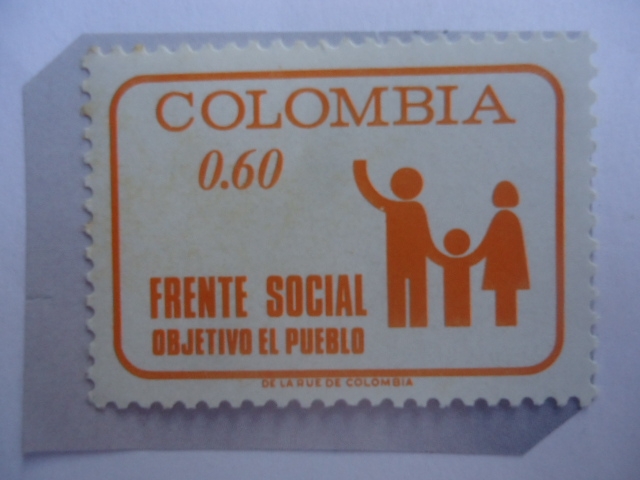 COLOMBIA
0.60
FRENTE SOCIAL
OBJETIVO EL PUEBLO
DE LA RUE DE COLOMBIA